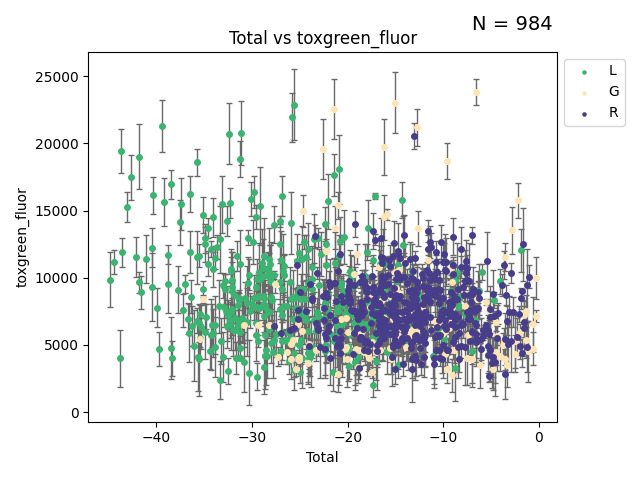 N = 984
Total vs toxgreen_fluor
25000
20000
15000
10000
5000
0
toxgreen_fluor
−40
−30
−20
−10
0
Total
L
G
R